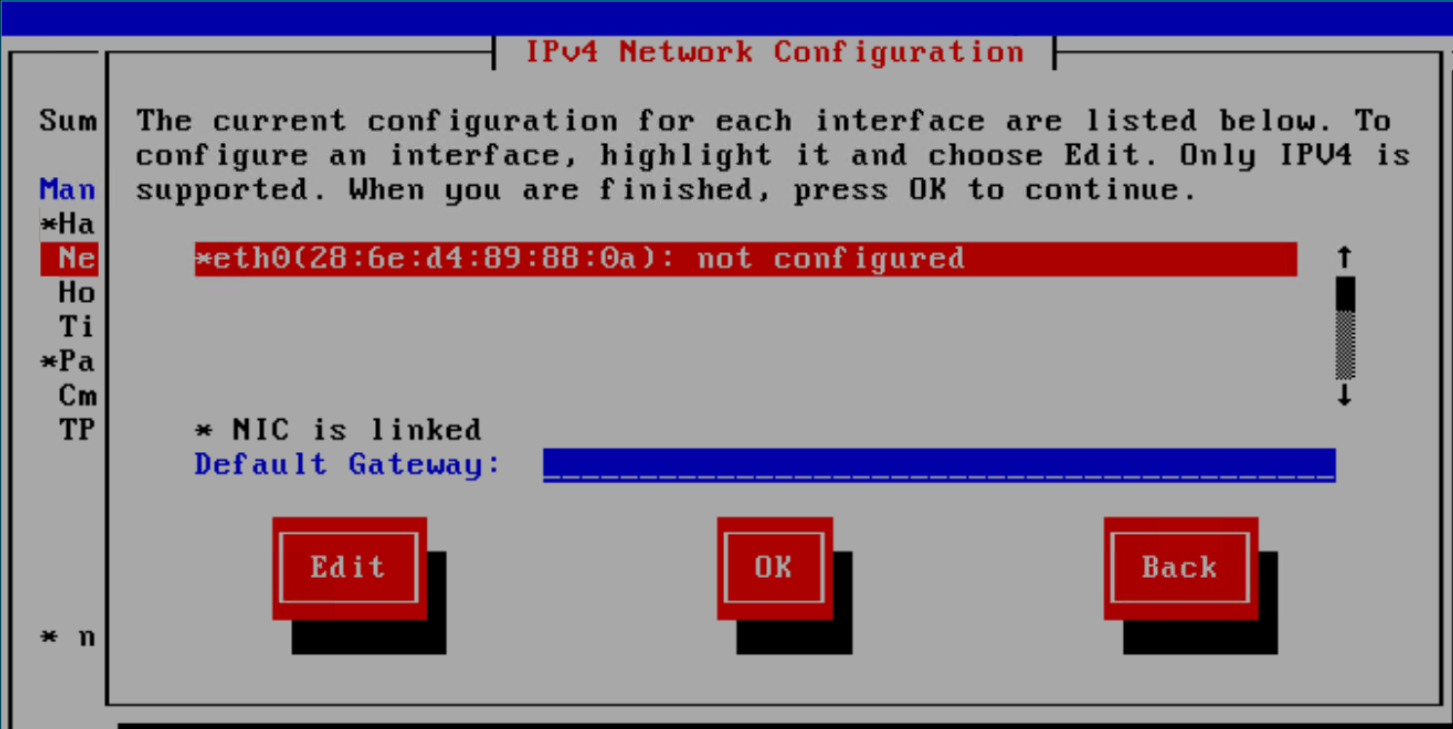 IPv4 Network Configuration
Sum
The current configuration for each interface are listed below. To
configure an interface, highlight it and choose Edit. Only IPV4 is
Man
supported. When you are finished, press OK to continue.
*Ha
Ne
*eth0(28:6e:d4:89:88:0a): not configured
Ho
Ti
*Pa
Cm
TP
* NIC is linked
Default Gateway:
Edit
OK
Back
* n